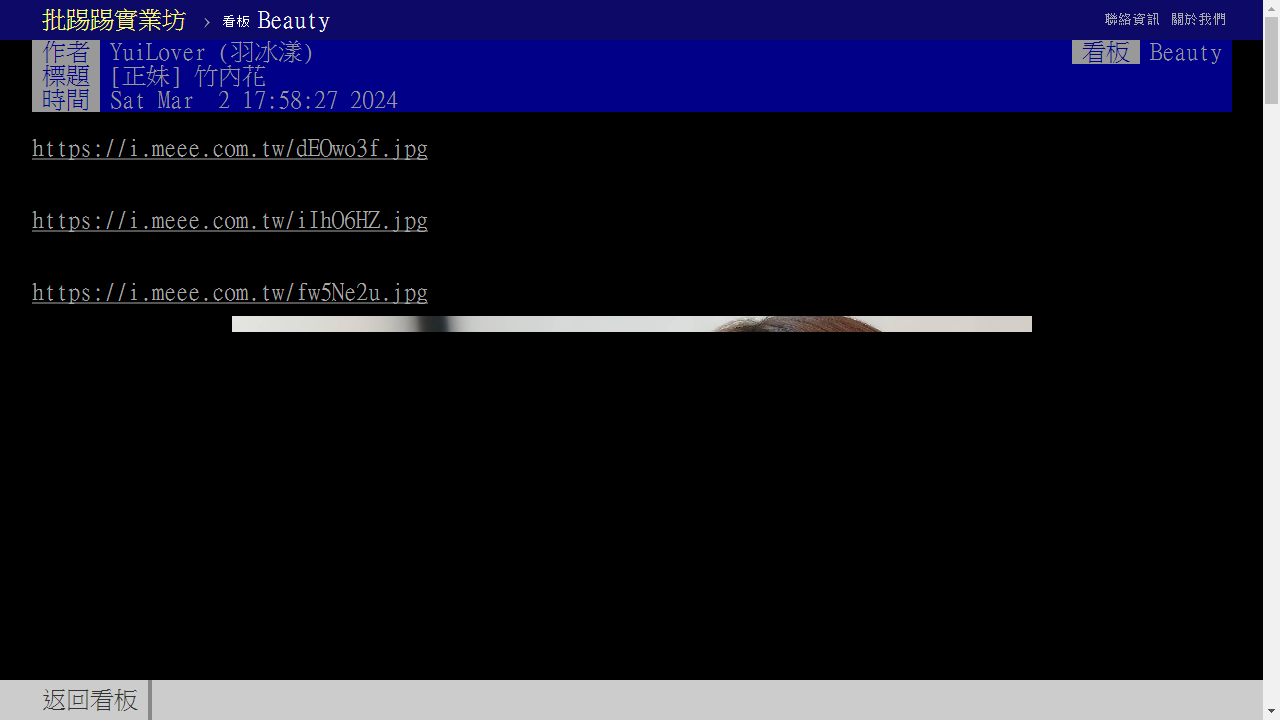 批踢踢實業坊 › 看板 Beauty 聯絡資訊 關於我們
作者 YuiLover (羽冰漾) 看板 Beauty
標題 [正妹] 竹內花
時間 Sat Mar  2 17:58:27 2024
https://i.meee.com.tw/dEOwo3f.jpg
https://i.meee.com.tw/iIhO6HZ.jpg
https://i.meee.com.tw/fw5Ne2u.jpg
返回看板